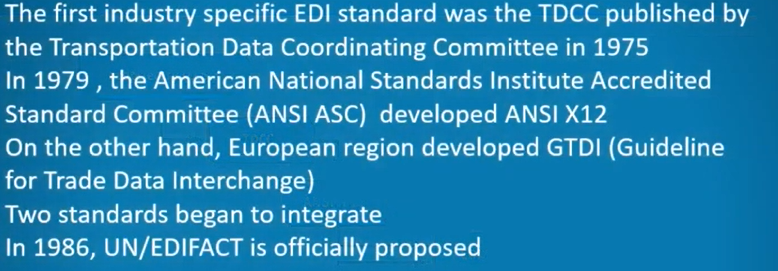 The first industry specific EDI standard was the TDCC published by
the Transportation Data Coordinating Committee in 1975
In 1979 , the American National Standards Institute Accredited
Standard Committee (ANSI ASC)  developed ANSI X12
On the other hand, European region developed GTDI (Guideline
for Trade Data Interchange)
Two standards began to integrate
In 1986, UN/EDIFACT is officially proposed